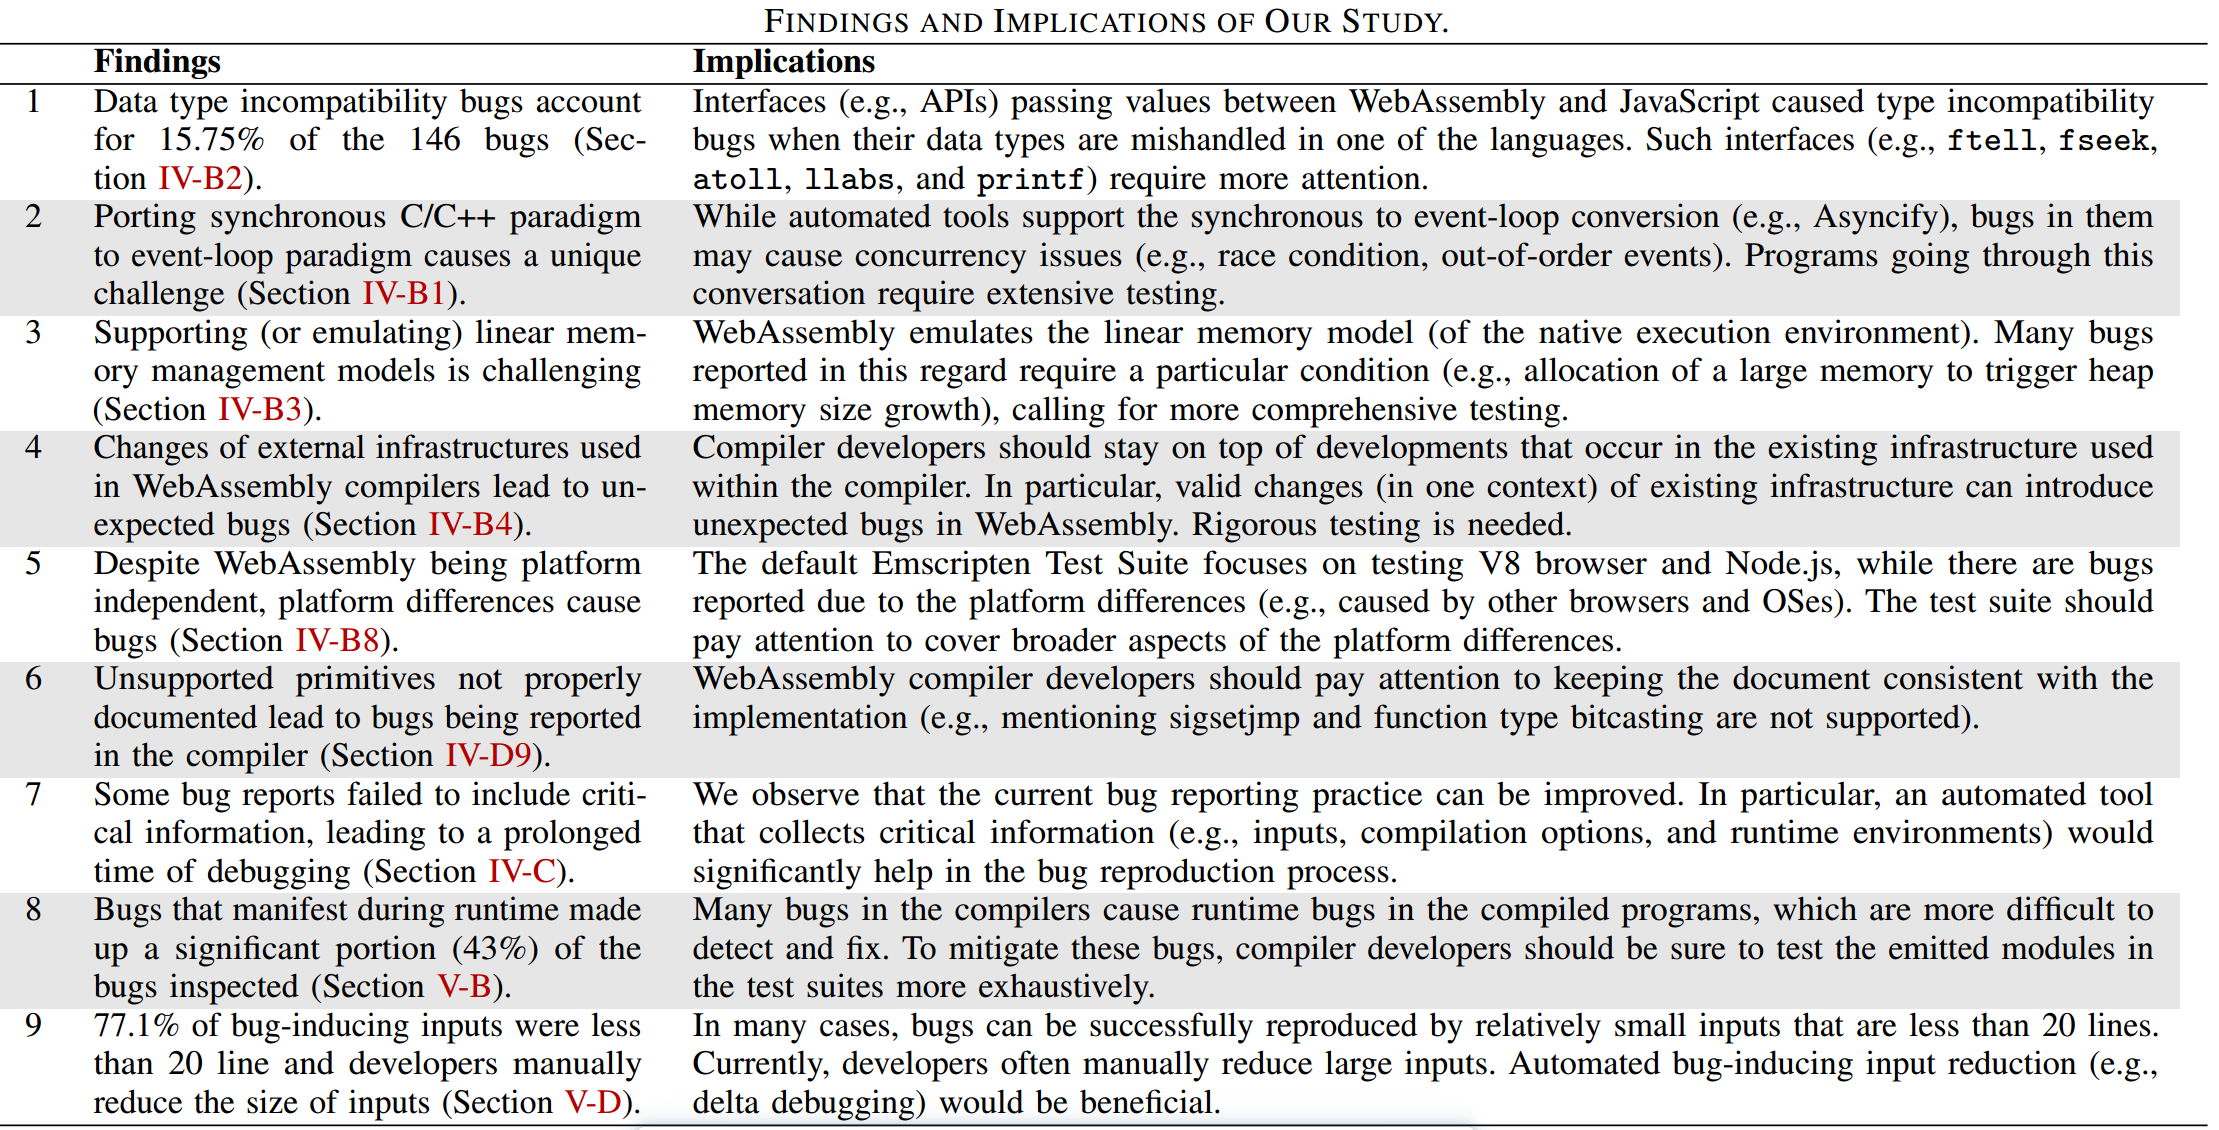 FINDINGS AND IMPLICATIONS OF OUR STUDY.
Findings Implications
1 Data type incompatibility bugs account Interfaces (e.g., APIs) passing values between WebAssembly and JavaScript caused type incompatibility
for 15.75% of the 146 bugs (Sec- bugs when their data types are mishandled in one of the languages. Such interfaces (e.g., ftell, fseek,
tion IV-B2). atoll, llabs, and printf) require more attention.
2 Porting synchronous C/C++ paradigm While automated tools support the synchronous to event-loop conversion (e.g., Asyncify), bugs in them
to event-loop paradigm causes a unique may cause concurrency issues (e.g., race condition, out-of-order events). Programs going through this
challenge (Section IV-B1). conversation require extensive testing.
3 Supporting (or emulating) linear mem- WebAssembly emulates the linear memory model (of the native execution environment). Many bugs
ory management models is challenging reported in this regard require a particular condition (e.g., allocation of a large memory to trigger heap
(Section IV-B3). memory size growth), calling for more comprehensive testing.
4 Changes of external infrastructures used Compiler developers should stay on top of developments that occur in the existing infrastructure used
in WebAssembly compilers lead to un- within the compiler. In particular, valid changes (in one context) of existing infrastructure can introduce
expected bugs (Section IV-B4). unexpected bugs in WebAssembly. Rigorous testing is needed.
5 Despite WebAssembly being platform The default Emscripten Test Suite focuses on testing V8 browser and Node.js, while there are bugs
independent, platform differences cause reported due to the platform differences (e.g., caused by other browsers and OSes). The test suite should
bugs (Section IV-B8). pay attention to cover broader aspects of the platform differences.
6 Unsupported primitives not properly WebAssembly compiler developers should pay attention to keeping the document consistent with the
documented lead to bugs being reported implementation (e.g., mentioning sigsetjmp and function type bitcasting are not supported).
in the compiler (Section IV-D9).
7 Some bug reports failed to include criti- We observe that the current bug reporting practice can be improved. In particular, an automated tool
cal information, leading to a prolonged that collects critical information (e.g., inputs, compilation options, and runtime environments) would
time of debugging (Section IV-C). significantly help in the bug reproduction process.
8 Bugs that manifest during runtime made Many bugs in the compilers cause runtime bugs in the compiled programs, which are more difficult to
up a significant portion (43%) of the detect and fix. To mitigate these bugs, compiler developers should be sure to test the emitted modules in
bugs inspected (Section V-B). the test suites more exhaustively.
9 77.1% of bug-inducing inputs were less In many cases, bugs can be successfully reproduced by relatively small inputs that are less than 20 lines.
than 20 line and developers manually Currently, developers often manually reduce large inputs. Automated bug-inducing input reduction (e.g.,
reduce the size of inputs (Section V-D). delta debugging) would be beneficial.